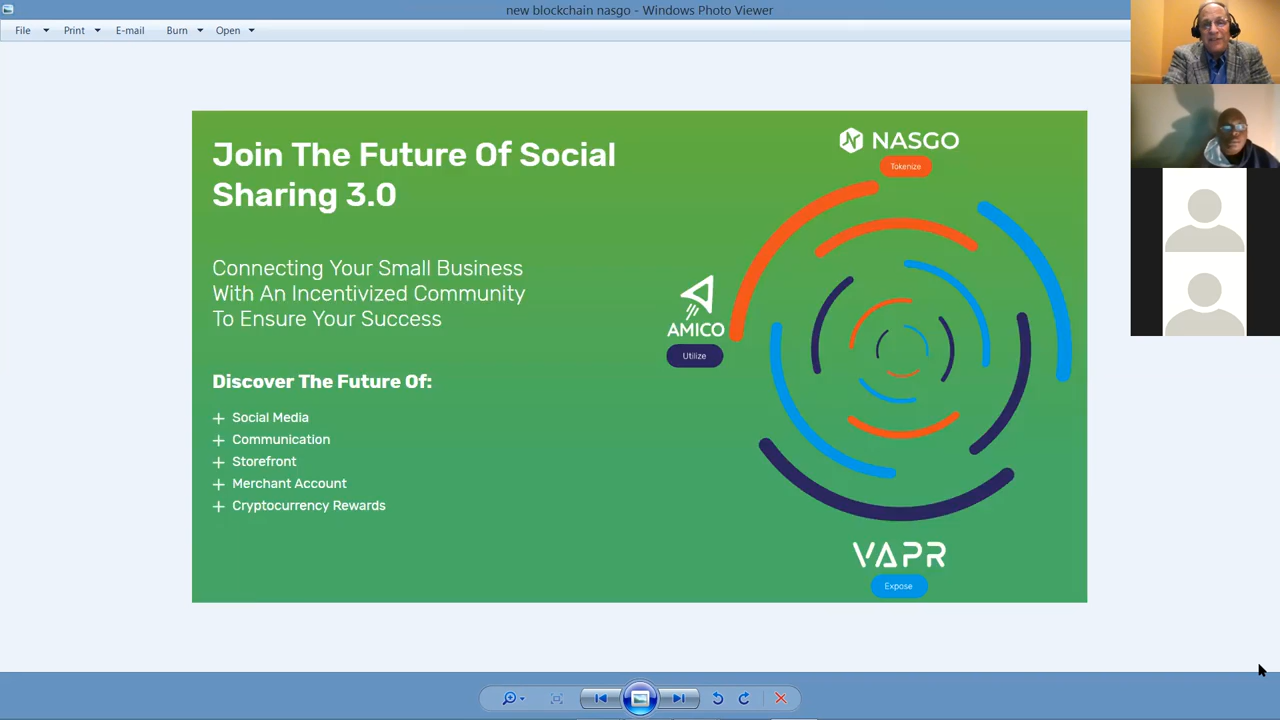 new blockchain nasgo - Windows Photo Viewer
File Print E-mail Burn Open
Join The Future Of Social
Sharing 3.0
Connecting Your Small Business
With An Incentivized Community
To Ensure Your Success
Discover The Future Of:
+ Social Media
+ Communication
+ Storefront
+ Merchant Account
+ Cryptocurrency Rewards
NASGO
Tokenize
AMICO
Utilize
VAPR
Expose